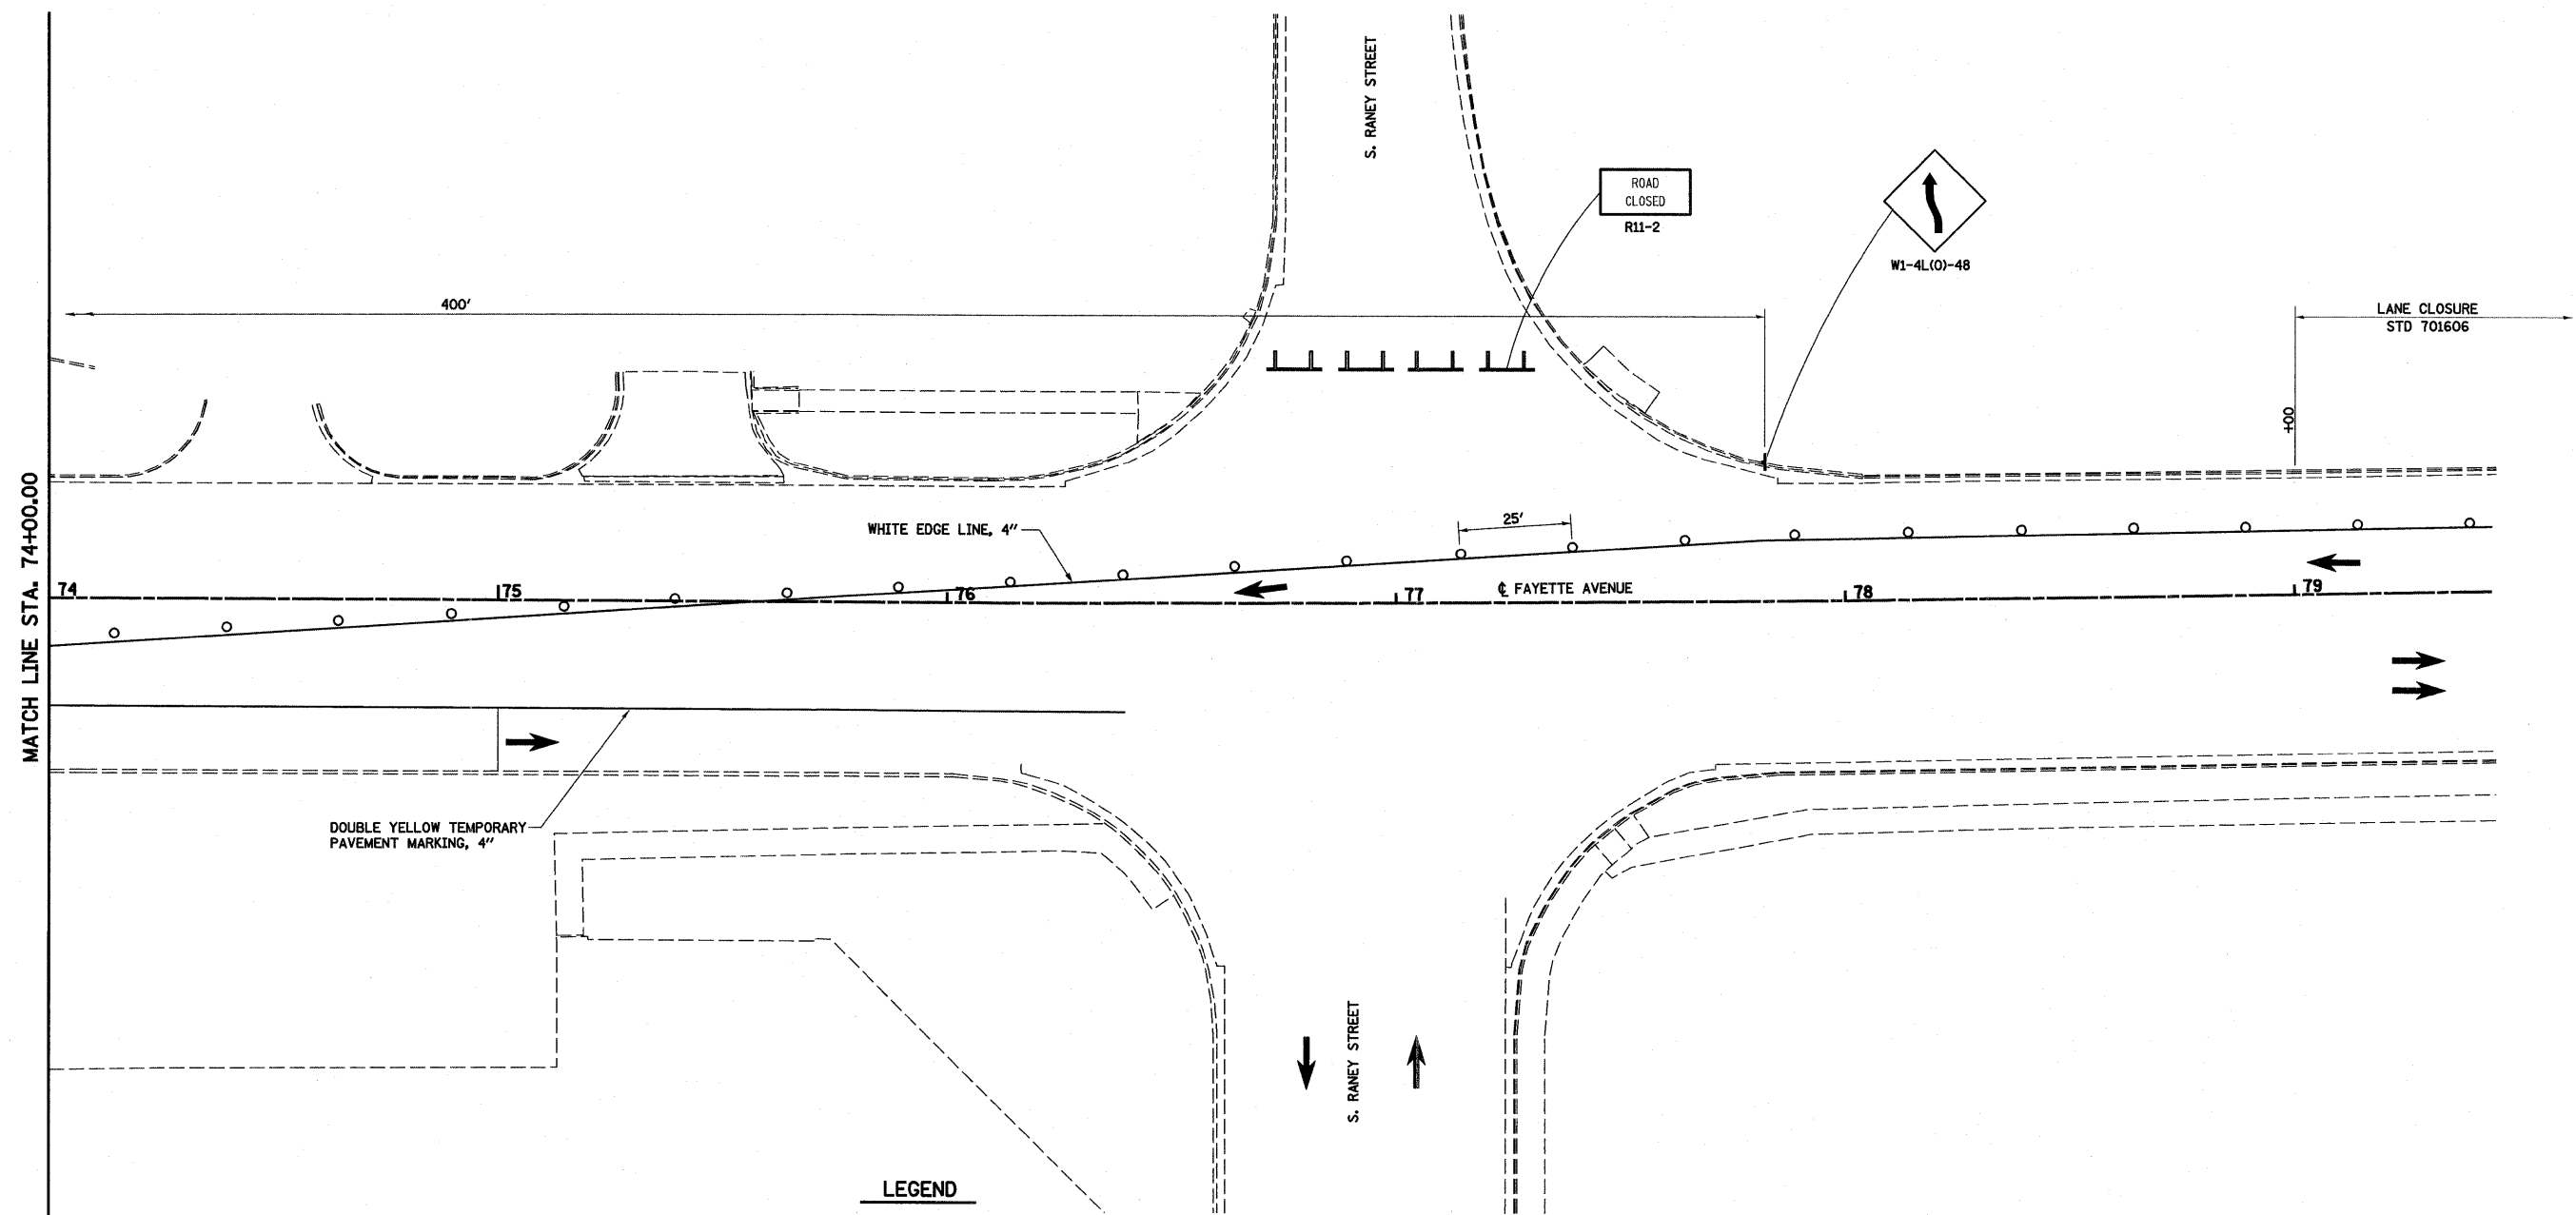 S. RANEY STREET
ROAD
CLOSED
R11-2
W1-4L(O)-48
400'
LANE CLOSURE
STD 701606
+00
MATCH LINE STA. 74+00.00
WHITE EDGE LINE, 4"
25'
74
75
76
77
℄ FAYETTE AVENUE
78
79
DOUBLE YELLOW TEMPORARY
PAVEMENT MARKING, 4"
S. RANEY STREET
LEGEND